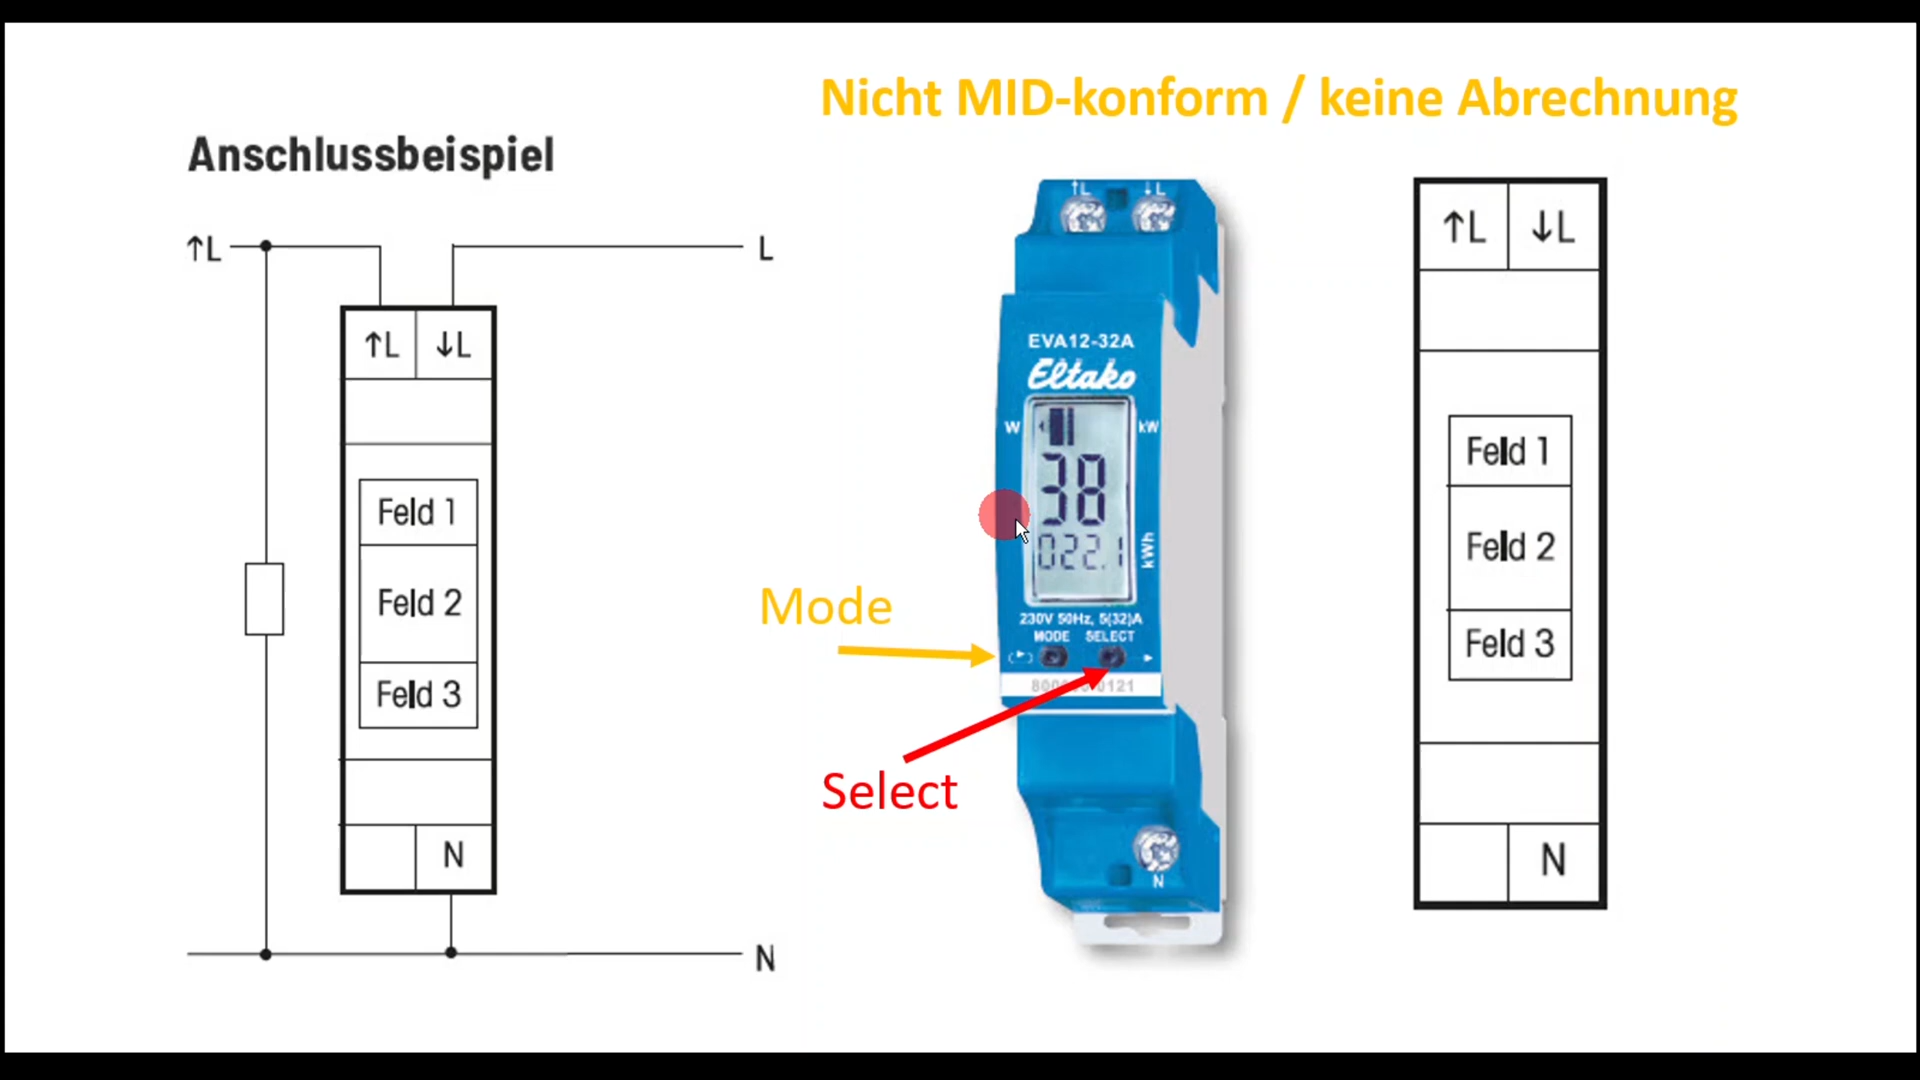 Nicht MID-konform / keine Abrechnung
Anschlussbeispiel
↑L
L
↑L
↓L
Feld 1
Feld 2
Feld 3
N
N
Mode
Select
↑L
↓L
EVA12-32A
Eltako
W
kW
38
022.1
kWh
230V 50Hz, 5(32)A
MODE SELECT
0121
N
↑L
↓L
Feld 1
Feld 2
Feld 3
N